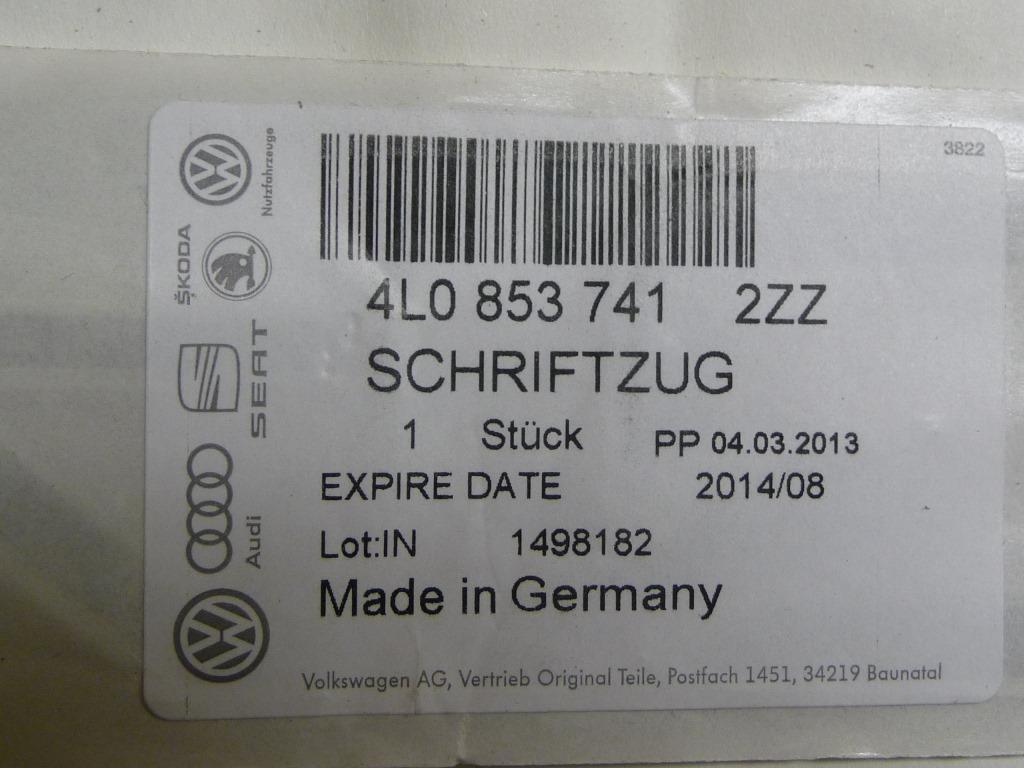 3822
Nutzfahrzeuge
ŠKODA
SEAT
Audi
4L0 853 741 2ZZ
SCHRIFTZUG
1 Stück PP 04.03.2013
EXPIRE DATE 2014/08
Lot:IN 1498182
Made in Germany
Volkswagen AG, Vertrieb Original Teile, Postfach 1451, 34219 Baunatal